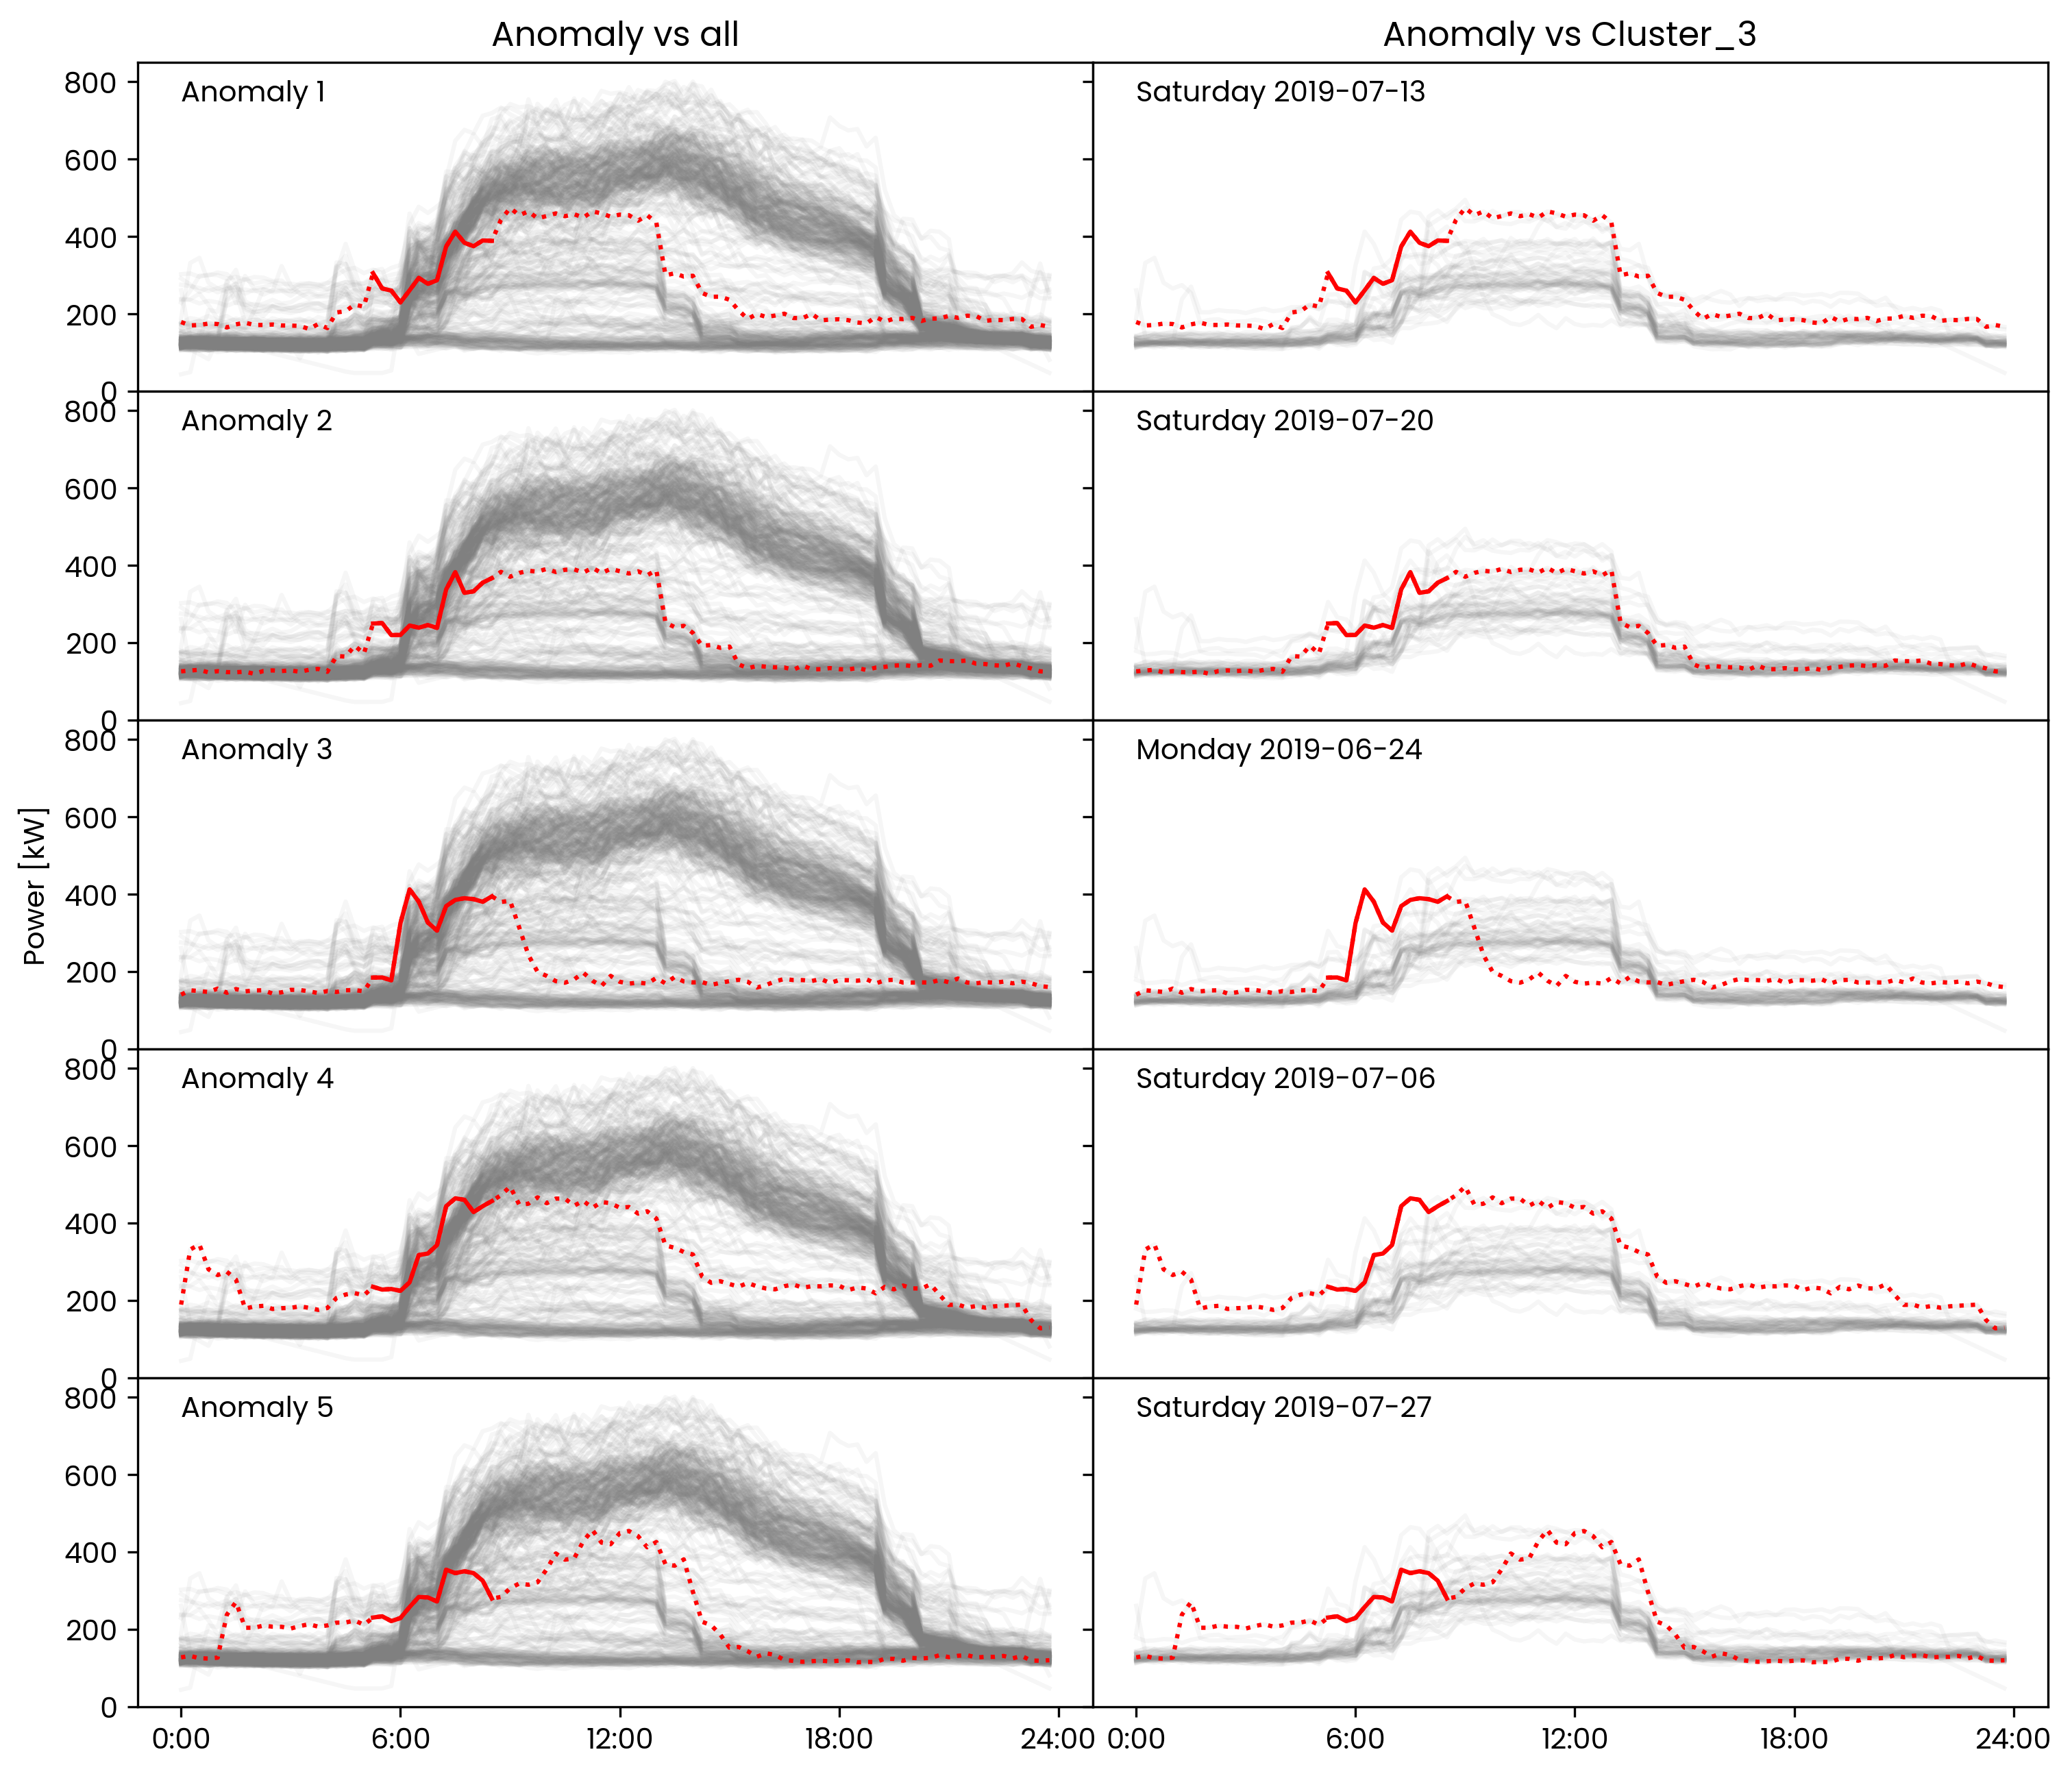 Anomaly vs all
Anomaly vs Cluster_3
Power [kW]
800
600
400
200
0
Anomaly 1
Saturday 2019-07-13
800
600
400
200
0
Anomaly 2
Saturday 2019-07-20
800
600
400
200
0
Anomaly 3
Monday 2019-06-24
800
600
400
200
0
Anomaly 4
Saturday 2019-07-06
800
600
400
200
0
Anomaly 5
Saturday 2019-07-27
0:00 6:00 12:00 18:00 24:00
0:00 6:00 12:00 18:00 24:00